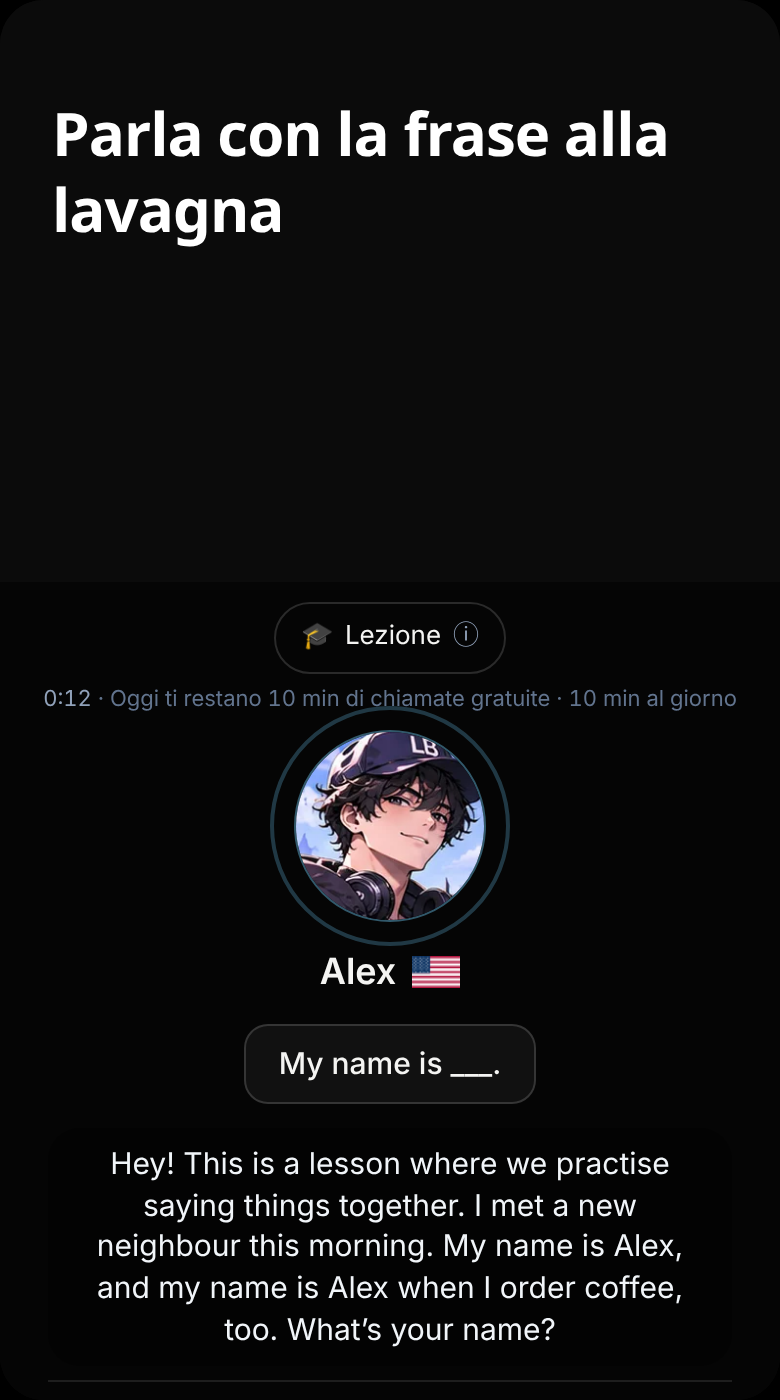 Parla con la frase alla
lavagna
🎓 Lezione ⓘ
0:12 · Oggi ti restano 10 min di chiamate gratuite · 10 min al giorno
LB
Alex 🇺🇸
My name is ___.
Hey! This is a lesson where we practise
saying things together. I met a new
neighbour this morning. My name is Alex,
and my name is Alex when I order coffee,
too. What’s your name?